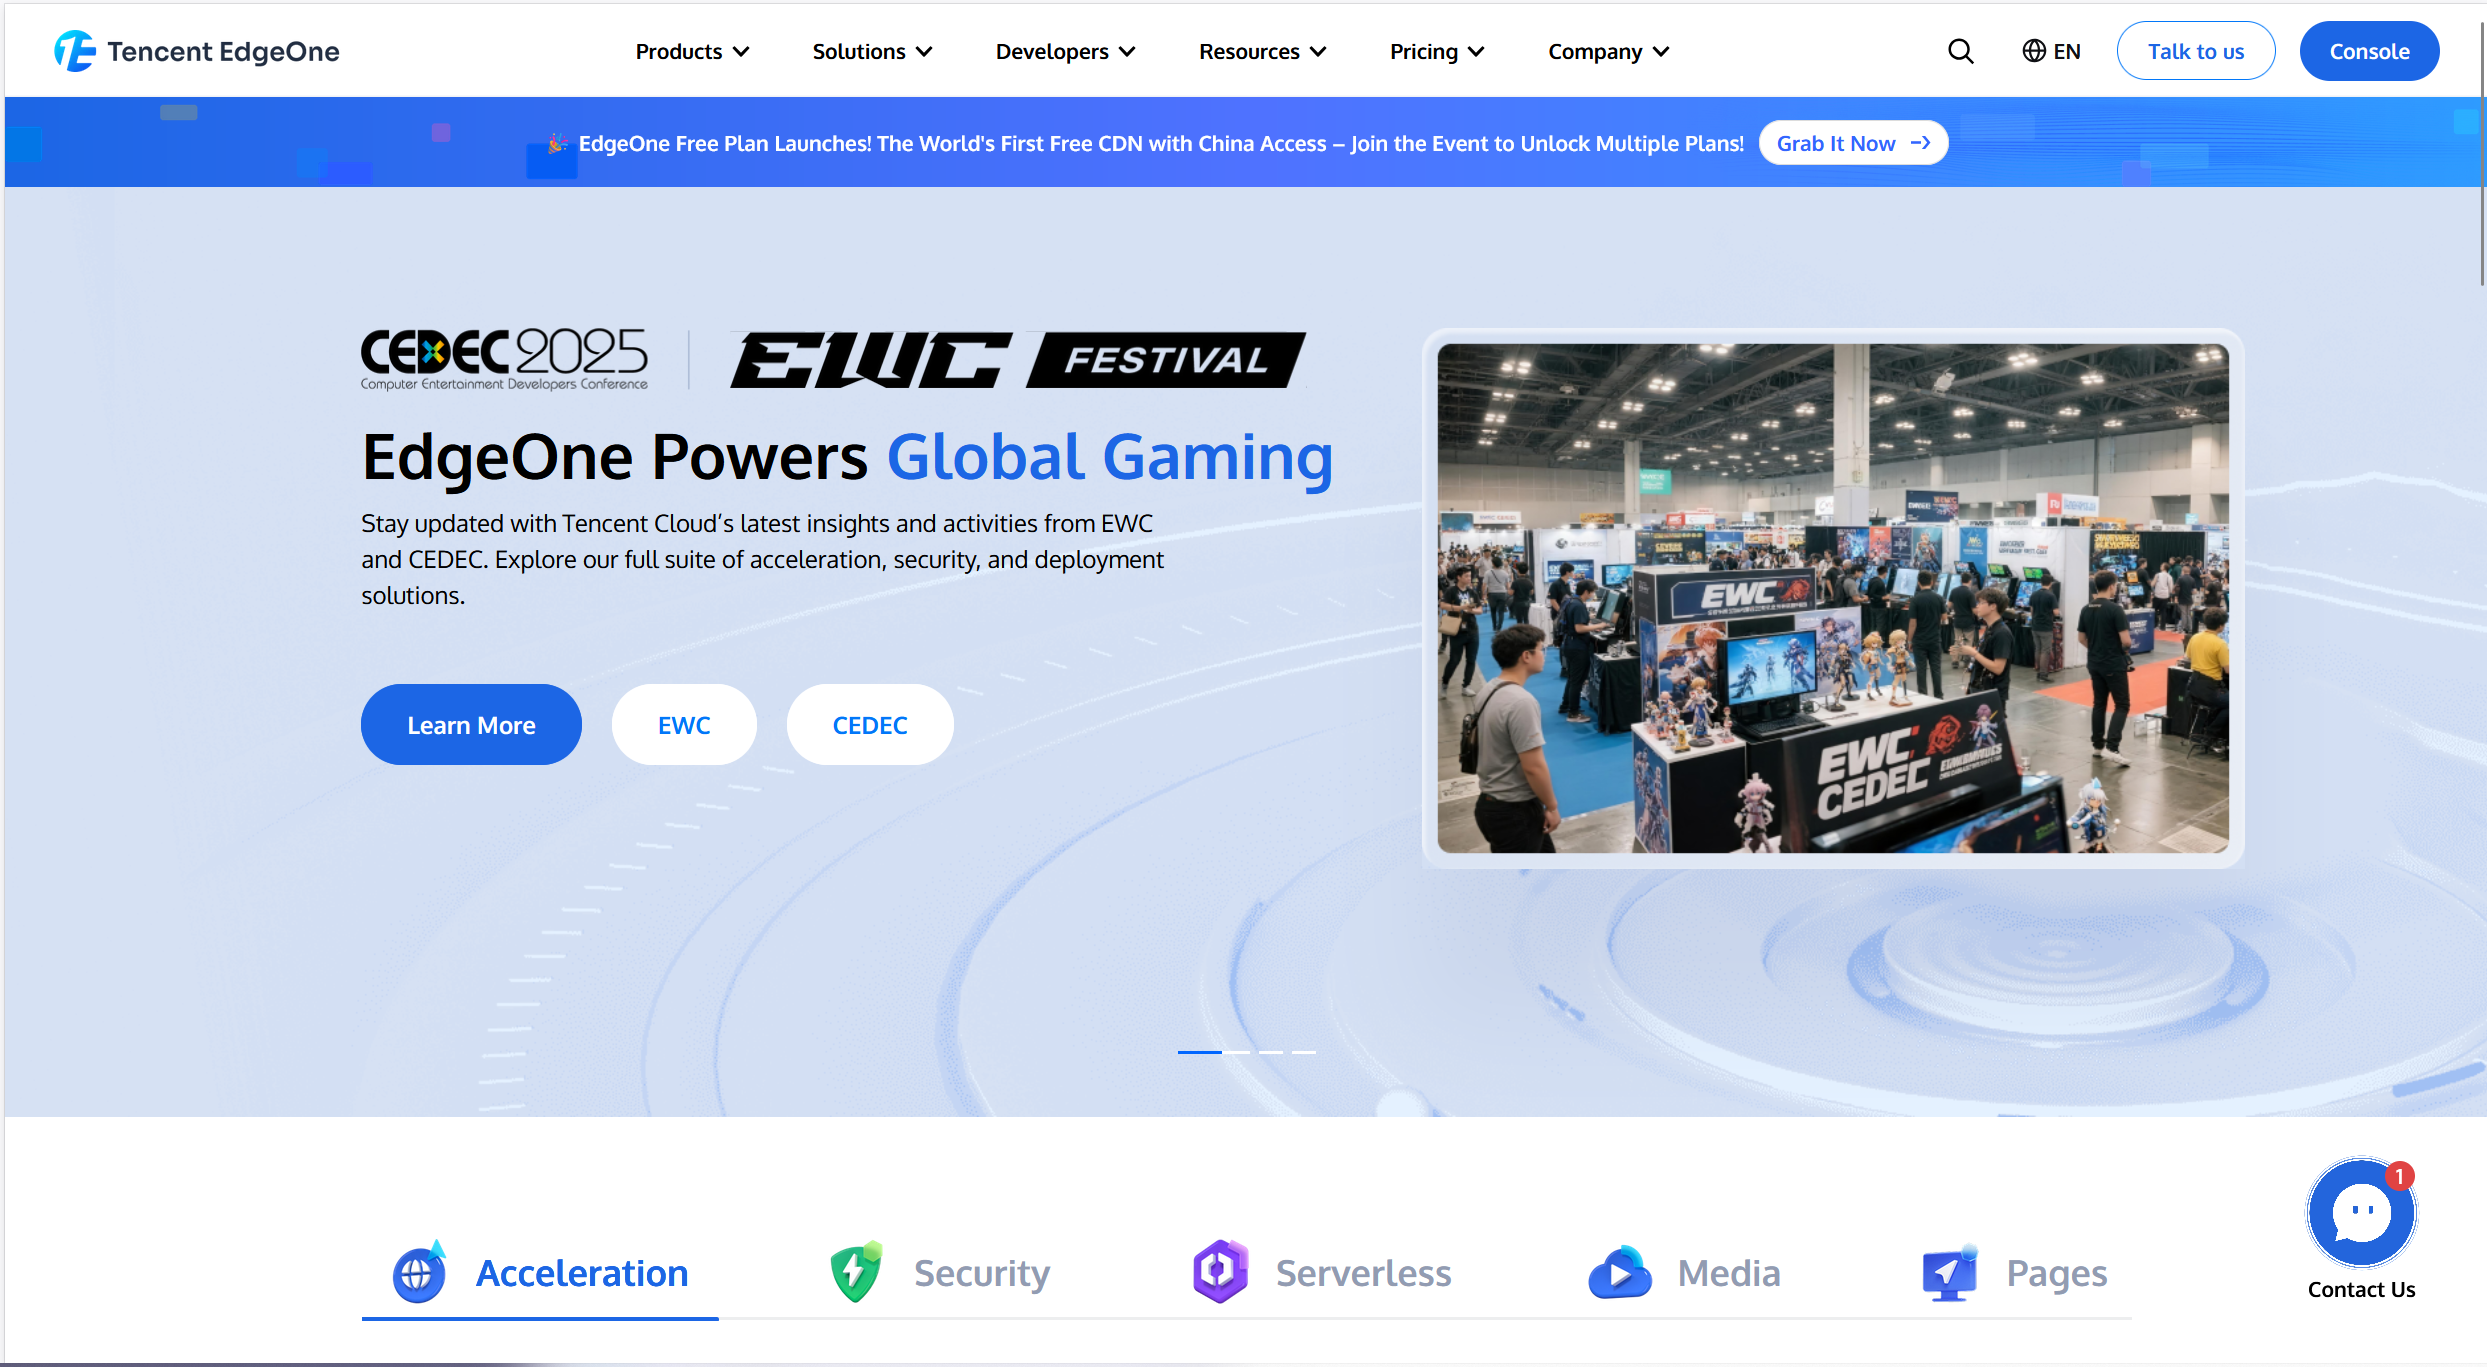 Tencent EdgeOne
Products
Solutions
Developers
Resources
Pricing
Company
EN
Talk to us
Console
EdgeOne Free Plan Launches! The World's First Free CDN with China Access – Join the Event to Unlock Multiple Plans!
Grab It Now
CEDEC2025
Computer Entertainment Developers Conference
EWC FESTIVAL
EdgeOne Powers Global Gaming
Stay updated with Tencent Cloud’s latest insights and activities from EWC
and CEDEC. Explore our full suite of acceleration, security, and deployment
solutions.
Learn More
EWC
CEDEC
EWC
EWC
CEDEC
1
Contact Us
Acceleration
Security
Serverless
Media
Pages